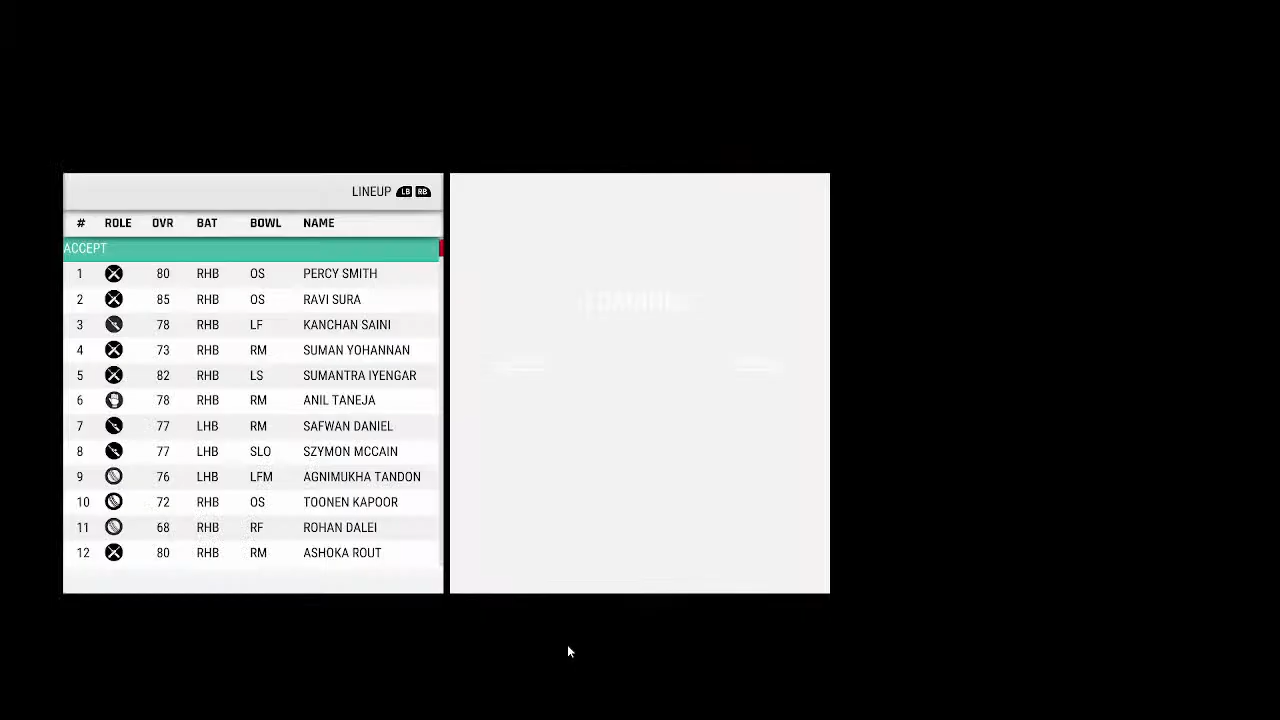 LINEUP LB RB
# ROLE OVR BAT BOWL NAME
ACCEPT
1 80 RHB OS PERCY SMITH
2 85 RHB OS RAVI SURA
3 78 RHB LF KANCHAN SAINI
4 73 RHB RM SUMAN YOHANNAN
5 82 RHB LS SUMANTRA IYENGAR
6 78 RHB RM ANIL TANEJA
7 77 LHB RM SAFWAN DANIEL
8 77 LHB SLO SZYMON MCCAIN
9 76 LHB LFM AGNIMUKHA TANDON
10 72 RHB OS TOONEN KAPOOR
11 68 RHB RF ROHAN DALEI
12 80 RHB RM ASHOKA ROUT